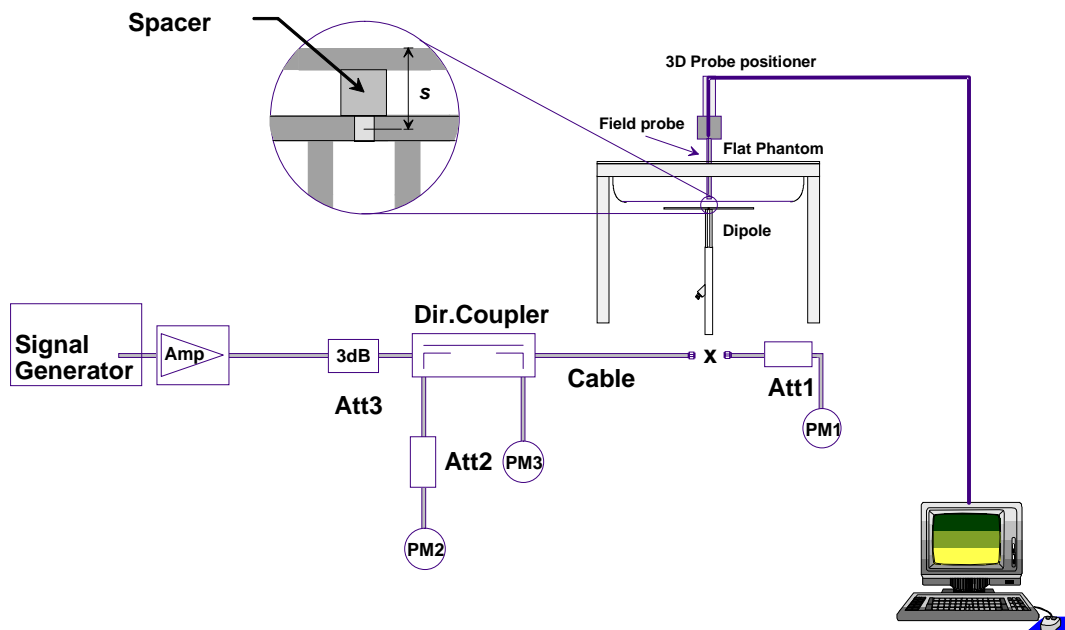 Spacer
s
3D Probe positioner
Field probe
Flat Phantom
Dipole
Dir.Coupler
Signal
Generator
Amp
3dB
Att3
Cable
x
Att1
PM1
Att2
PM3
PM2